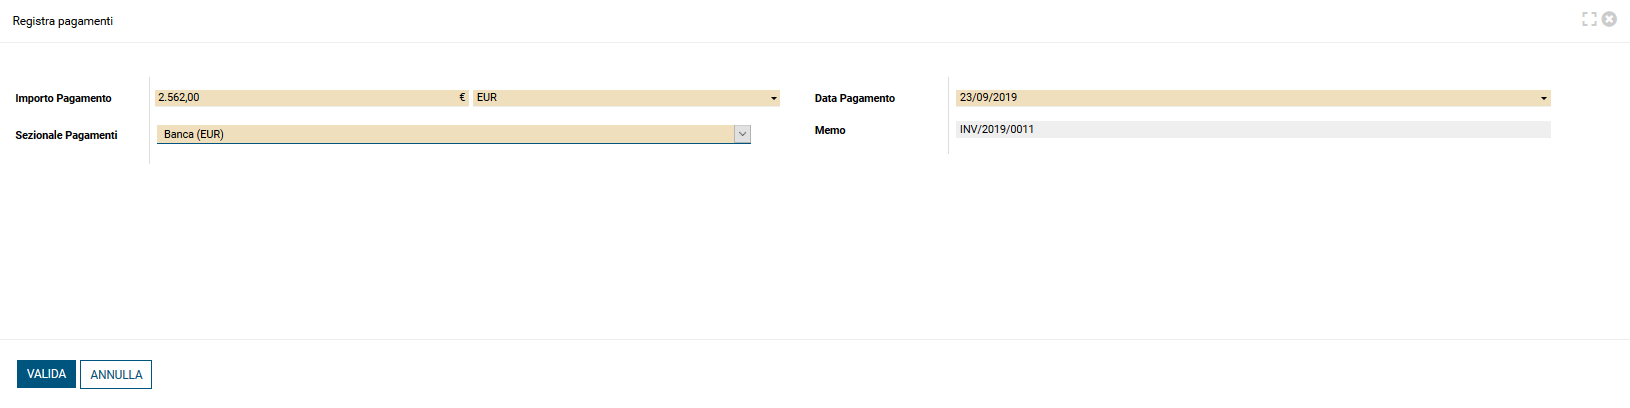 Registra pagamenti
Importo Pagamento 2.562,00 € EUR
Sezionale Pagamenti Banca (EUR)
Data Pagamento 23/09/2019
Memo INV/2019/0011
VALIDA ANNULLA